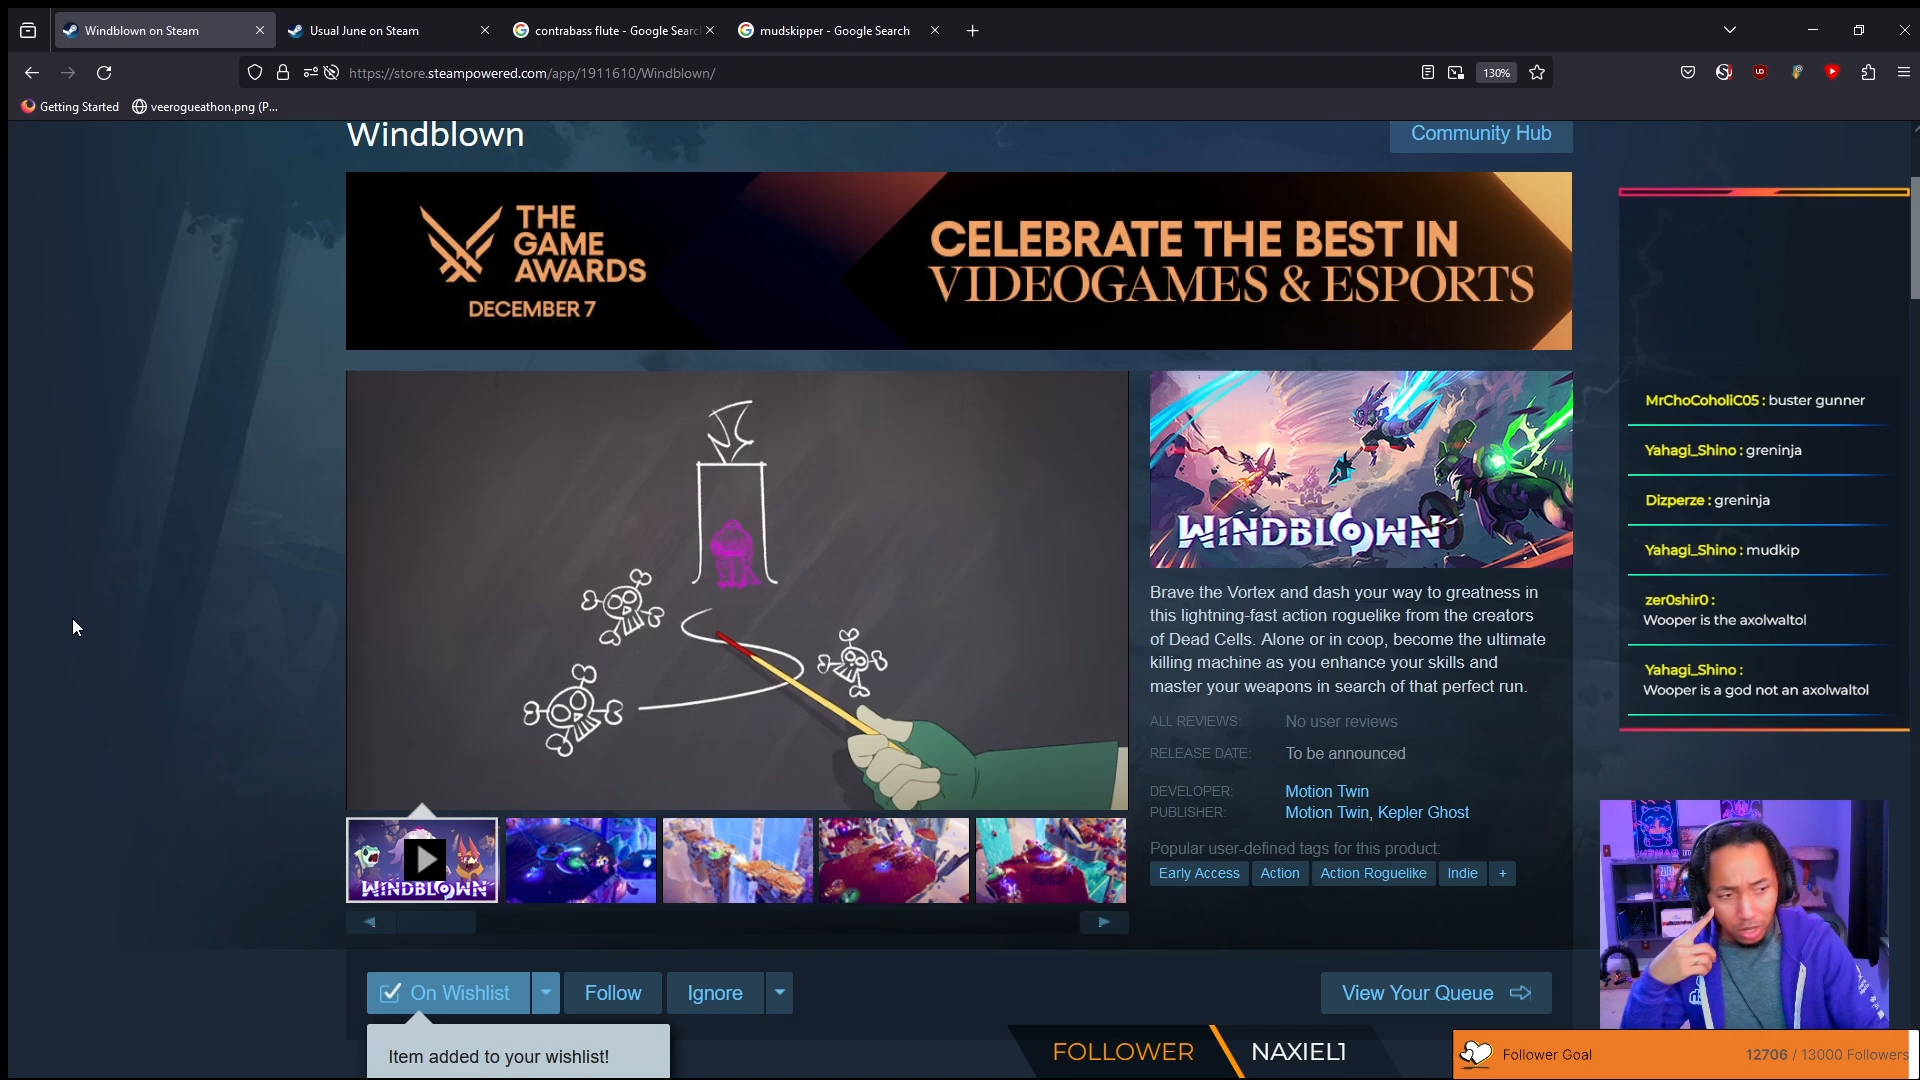 Windblown on Steam
Usual June on Steam
contrabass flute - Google Searc
mudskipper - Google Search
https://store.steampowered.com/app/1911610/Windblown/
130%
Getting Started
veerogueathon.png (P...
Windblown
Community Hub
THE
GAME
AWARDS
DECEMBER 7
CELEBRATE THE BEST IN
VIDEOGAMES & ESPORTS
WINDBLOWN
Brave the Vortex and dash your way to greatness in
this lightning-fast action roguelike from the creators
of Dead Cells. Alone or in coop, become the ultimate
killing machine as you enhance your skills and
master your weapons in search of that perfect run.
ALL REVIEWS: No user reviews
RELEASE DATE: To be announced
DEVELOPER: Motion Twin
PUBLISHER: Motion Twin, Kepler Ghost
Popular user-defined tags for this product:
Early Access Action Action Roguelike Indie +
WINDBLOWN
On Wishlist
Follow
Ignore
View Your Queue
Item added to your wishlist!
MrChoCoholiC05 : buster gunner
Yahagi_Shino : greninja
Dizperze : greninja
Yahagi_Shino : mudkip
zer0shir0 :
Wooper is the axolwaltol
Yahagi_Shino :
Wooper is a god not an axolwaltol
FOLLOWER NAXIEL1
Follower Goal 12706 / 13000 Followers